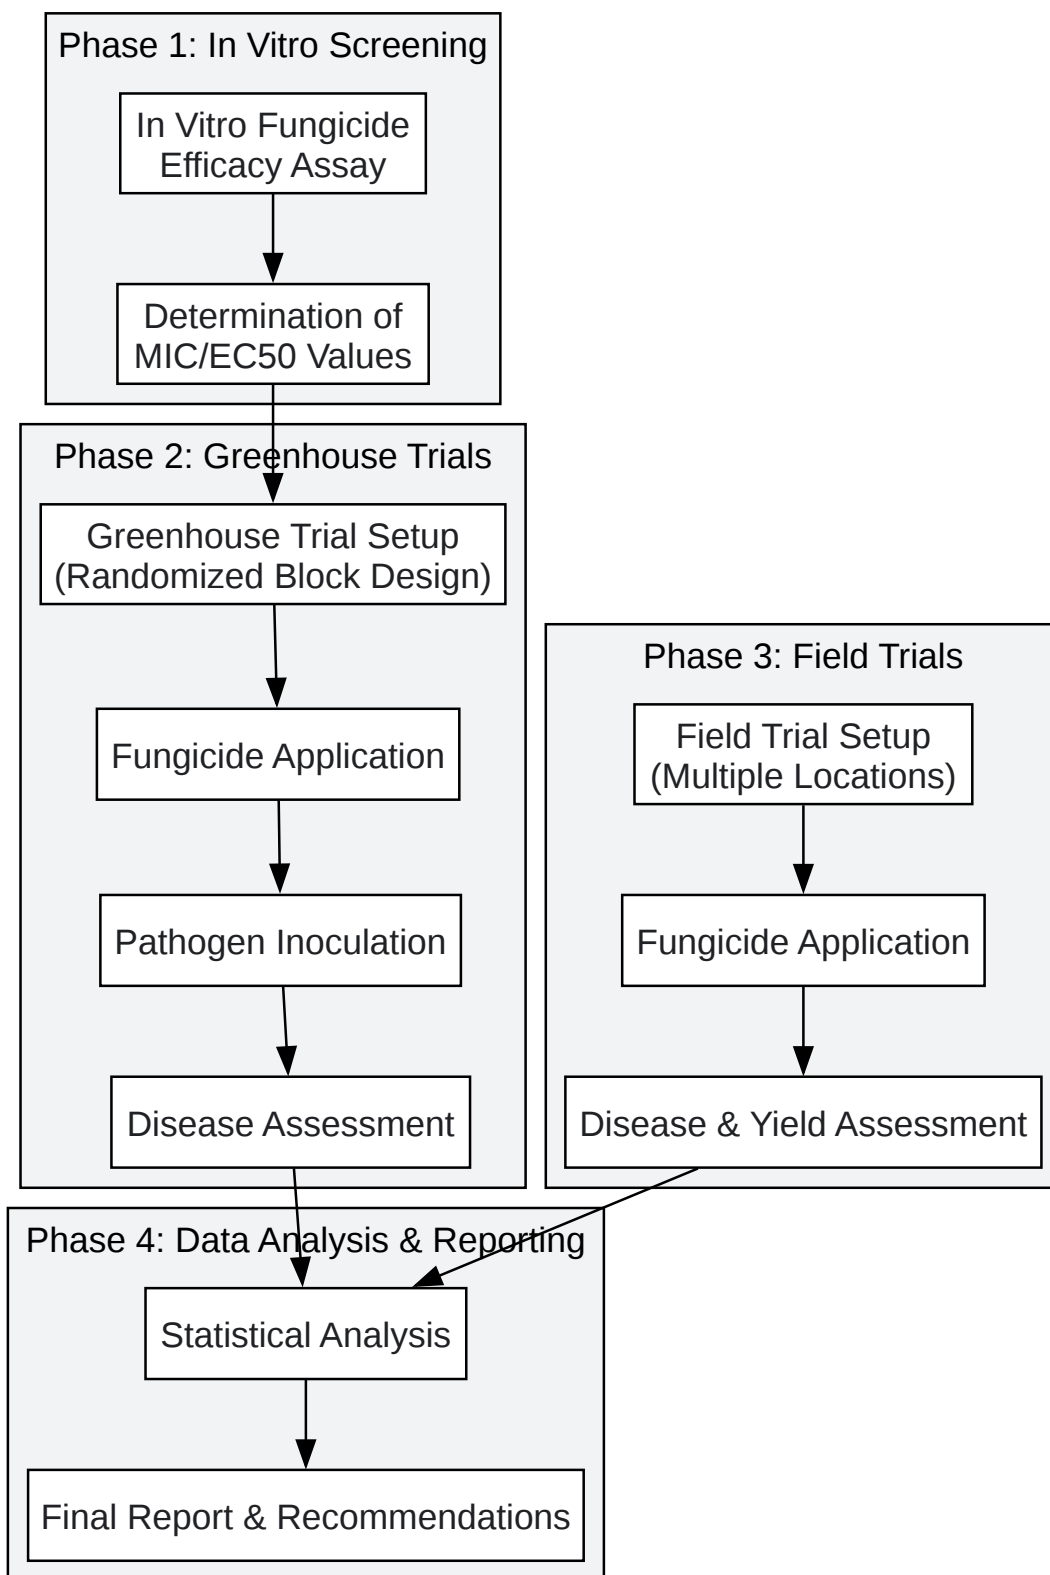 Phase 1: In Vitro Screening
In Vitro Fungicide
Efficacy Assay
Determination of
MIC/EC50 Values
Phase 2: Greenhouse Trials
Greenhouse Trial Setup
(Randomized Block Design)
Fungicide Application
Pathogen Inoculation
Disease Assessment
Phase 3: Field Trials
Field Trial Setup
(Multiple Locations)
Fungicide Application
Disease & Yield Assessment
Phase 4: Data Analysis & Reporting
Statistical Analysis
Final Report & Recommendations